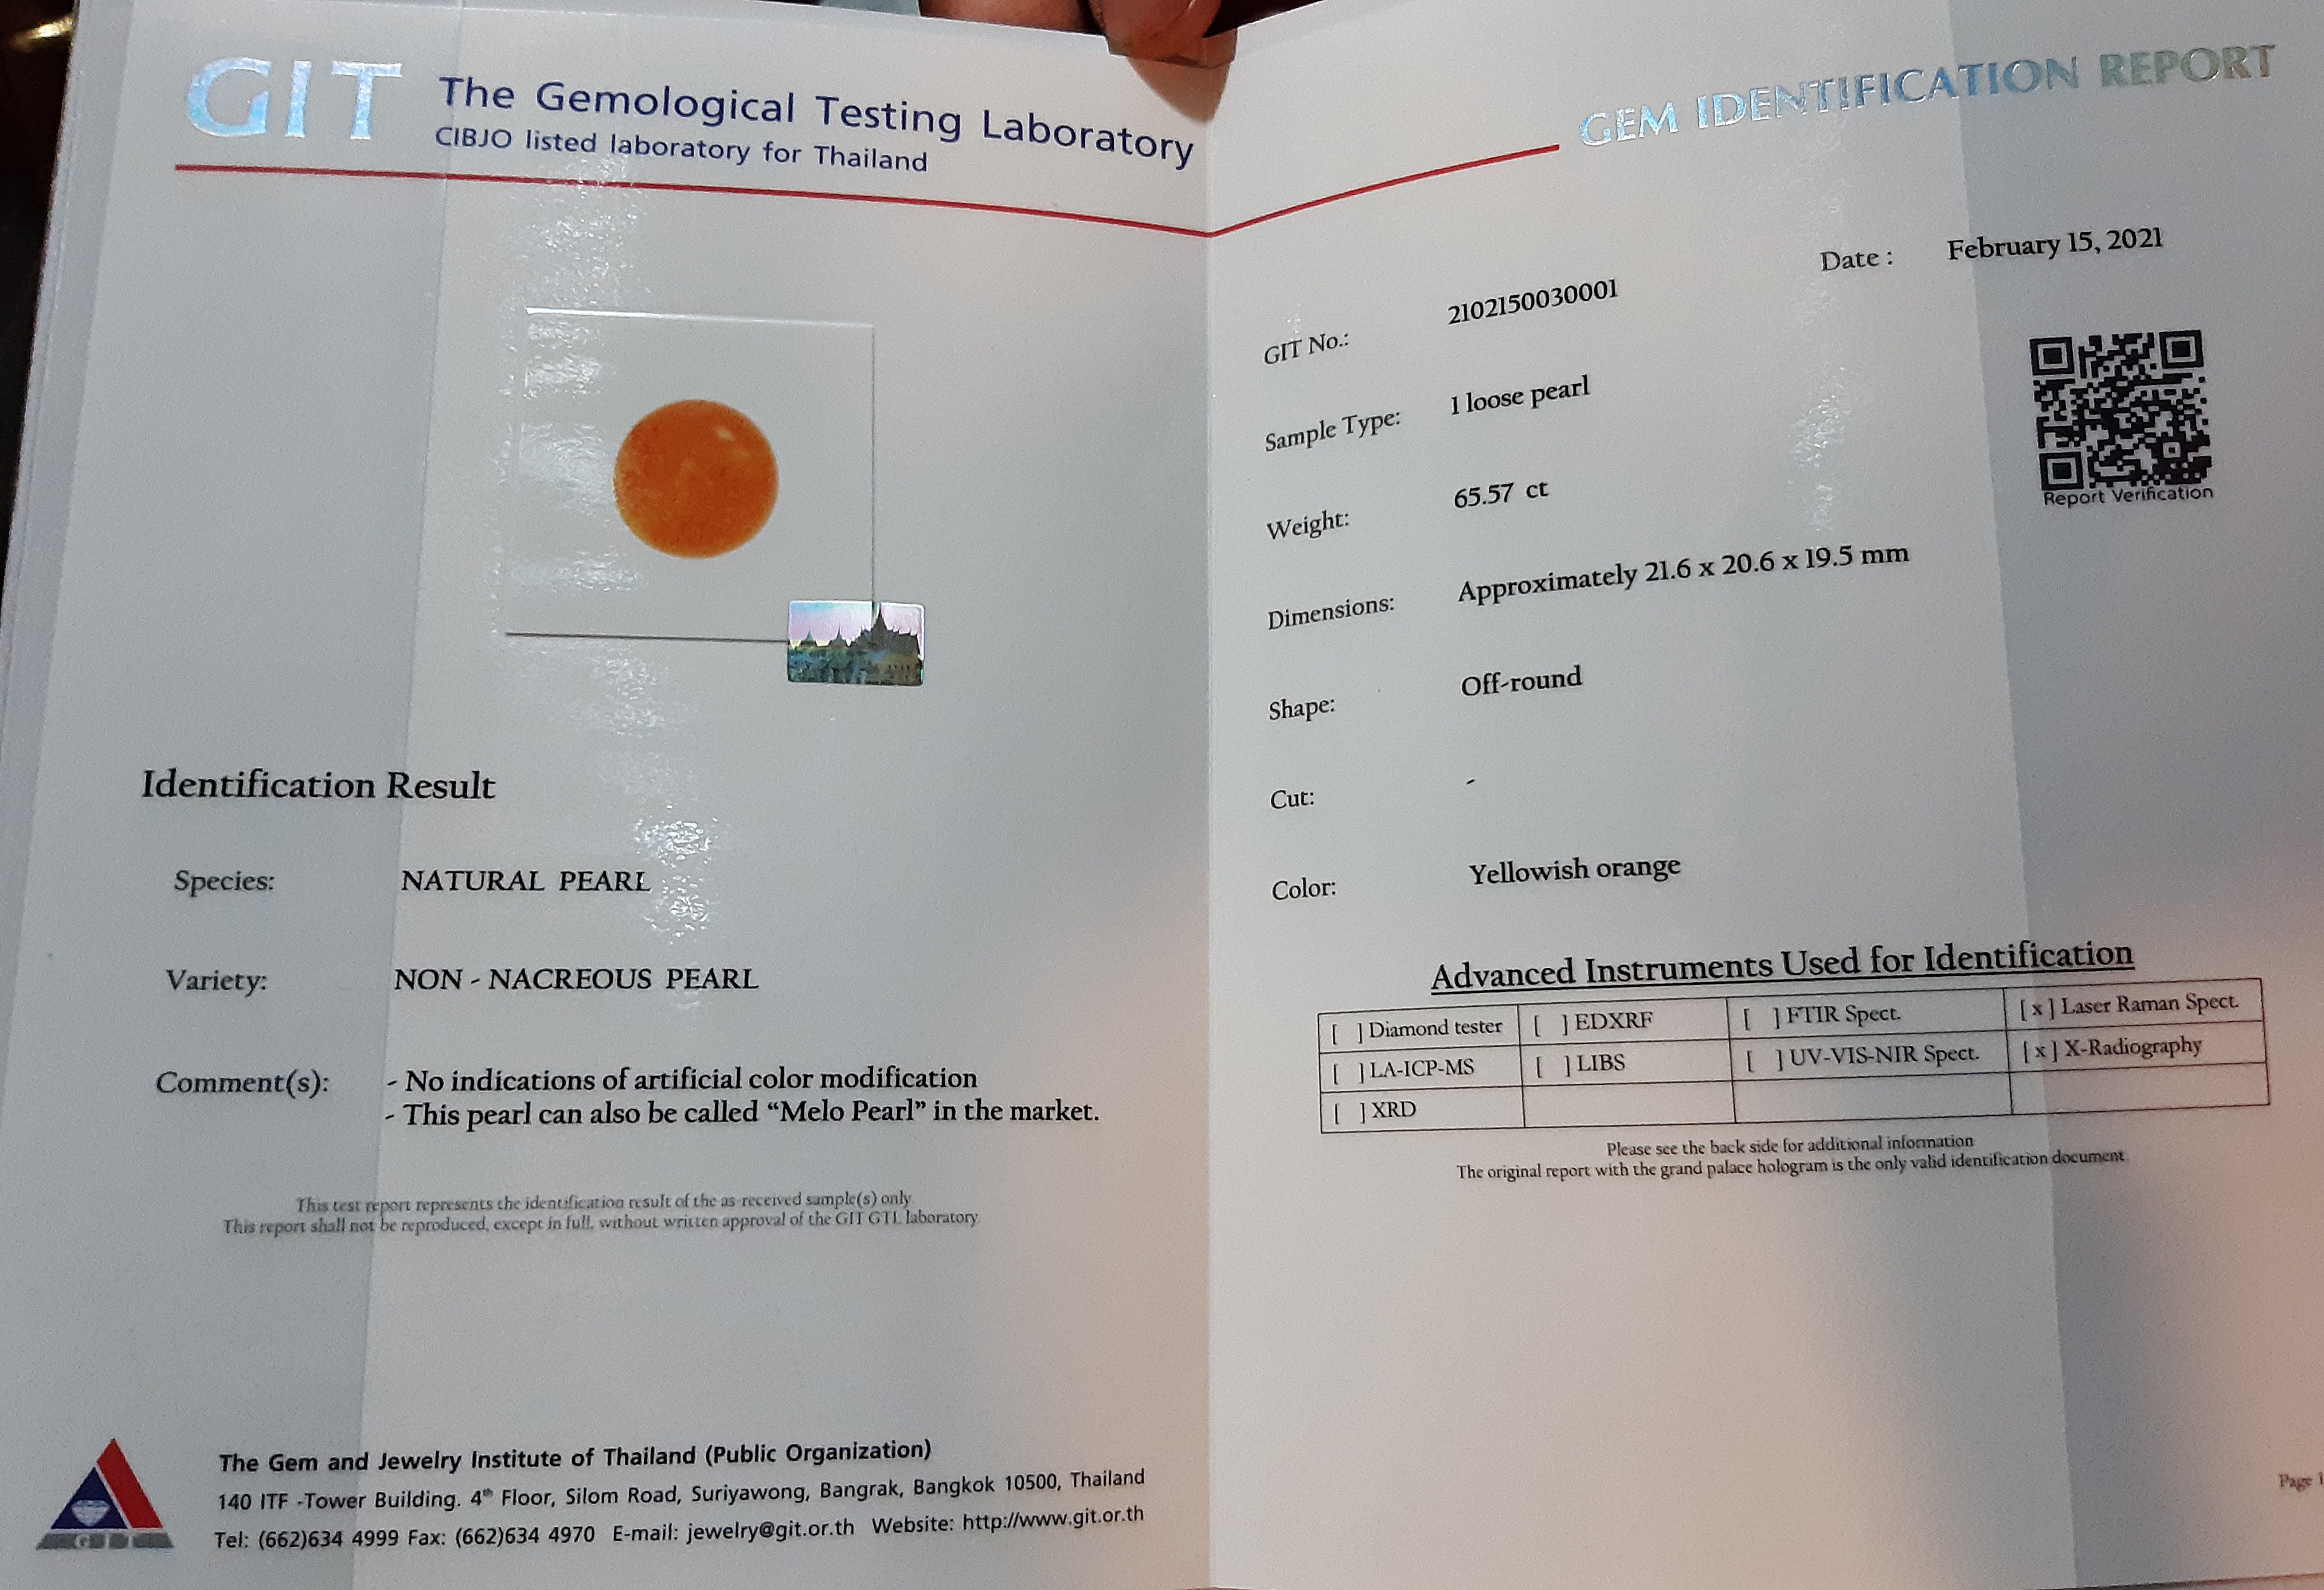 GIT
The Gemological Testing Laboratory
CIBJO listed laboratory for Thailand
Identification Result
Species: NATURAL PEARL
Variety: NON - NACREOUS PEARL
Comment(s): - No indications of artificial color modification
- This pearl can also be called “Melo Pearl” in the market.
This test report represents the identification result of the as-received sample(s) only
This report shall not be reproduced, except in full, without written approval of the GIT GTL laboratory
The Gem and Jewelry Institute of Thailand (Public Organization)
140 ITF -Tower Building. 4th Floor, Silom Road, Suriyawong, Bangrak, Bangkok 10500, Thailand
Tel: (662)634 4999 Fax: (662)634 4970 E-mail: jewelry@git.or.th Website: http://www.git.or.th
GEM IDENTIFICATION REPORT
Date : February 15, 2021
GIT No.: 2102150030001
Report Verification
Sample Type: 1 loose pearl
Weight: 65.57 ct
Dimensions: Approximately 21.6 x 20.6 x 19.5 mm
Shape: Off-round
Cut: -
Color: Yellowish orange
Advanced Instruments Used for Identification
[ ] Diamond tester [ ] EDXRF [ ] FTIR Spect. [ x ] Laser Raman Spect.
[ ] LA-ICP-MS [ ] LIBS [ ] UV-VIS-NIR Spect. [ x ] X-Radiography
[ ] XRD
Please see the back side for additional information
The original report with the grand palace hologram is the only valid identification document
Page 1